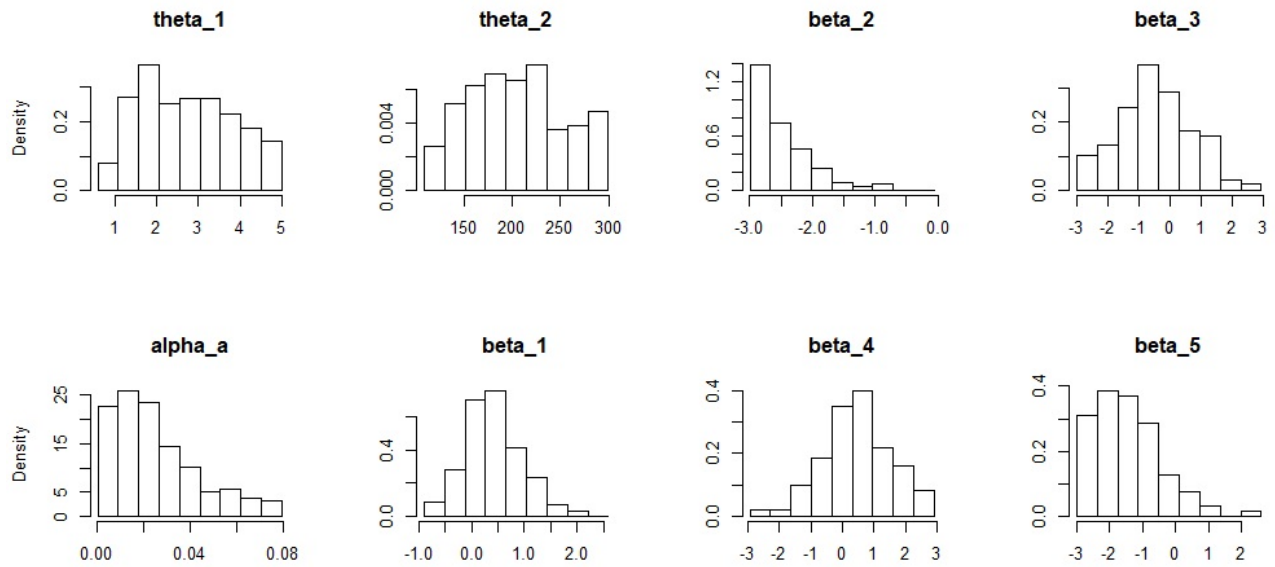 theta_1
theta_2
beta_2
beta_3
Density
0.0 0.2
1 2 3 4 5
0.000 0.004
150 200 250 300
0.0 0.6 1.2
-3.0 -2.0 -1.0 0.0
0.0 0.2
-3 -2 -1 0 1 2 3
alpha_a
beta_1
beta_4
beta_5
Density
0 5 15 25
0.00 0.04 0.08
0.0 0.4
-1.0 0.0 1.0 2.0
0.0 0.2 0.4
-3 -2 -1 0 1 2 3
0.0 0.2 0.4
-3 -2 -1 0 1 2